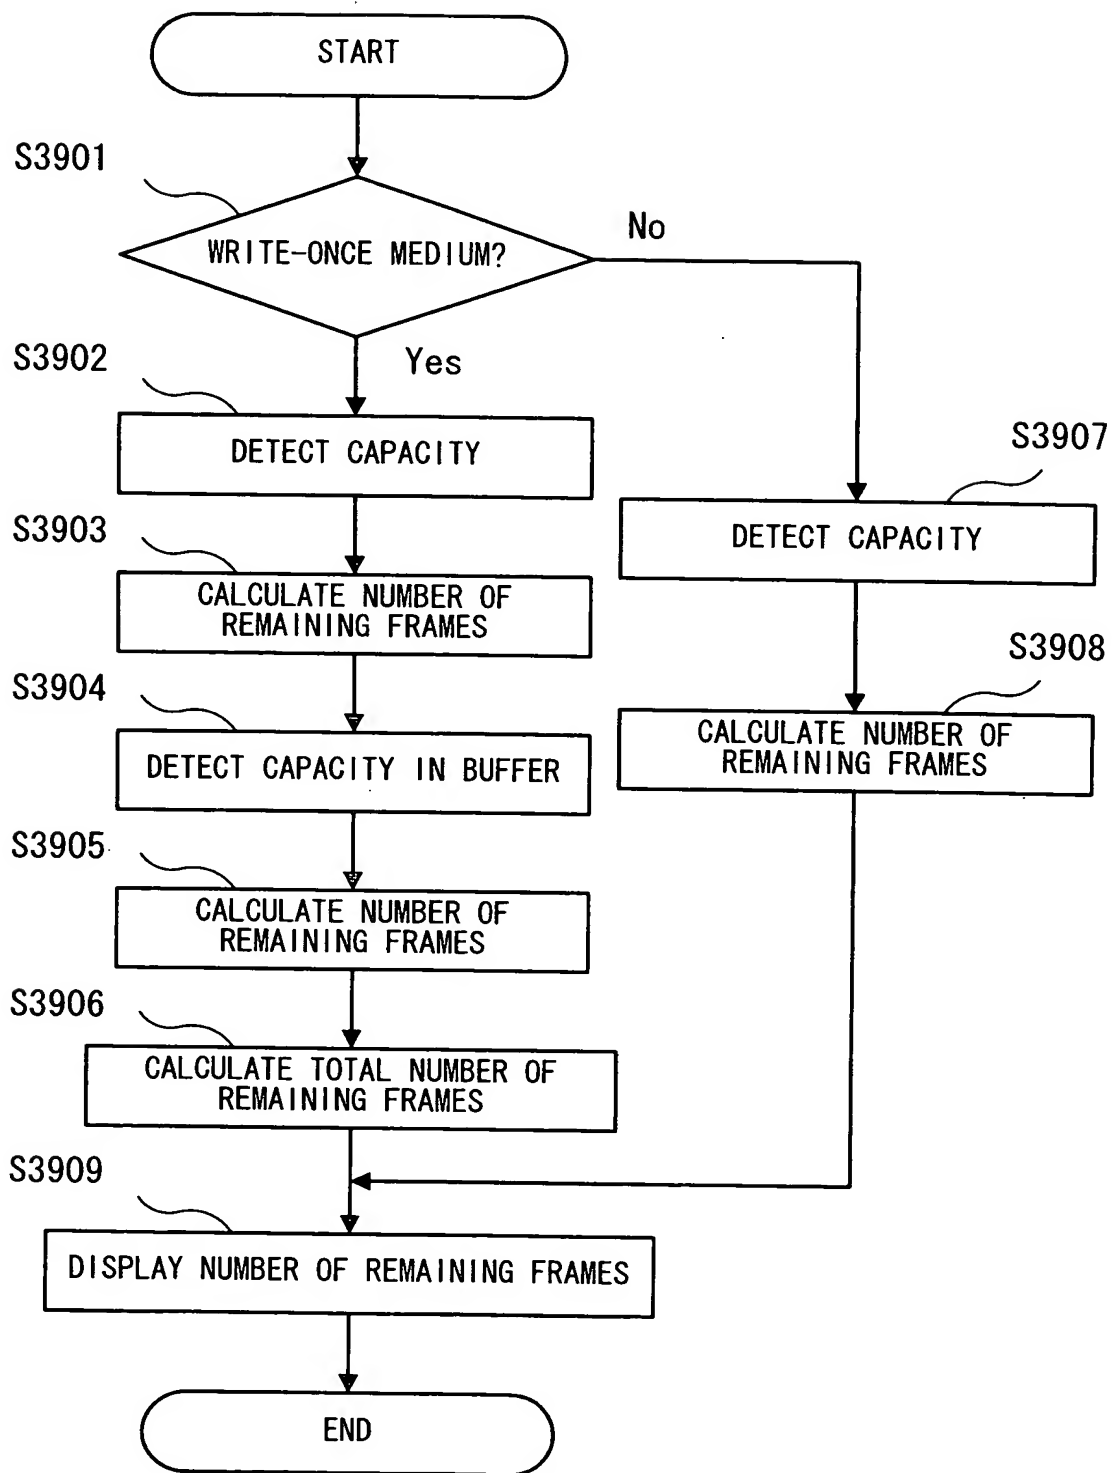 START
S3901
WRITE-ONCE MEDIUM?
No
Yes
S3902
DETECT CAPACITY
S3903
CALCULATE NUMBER OF
REMAINING FRAMES
S3904
DETECT CAPACITY IN BUFFER
S3905
CALCULATE NUMBER OF
REMAINING FRAMES
S3906
CALCULATE TOTAL NUMBER OF
REMAINING FRAMES
S3907
DETECT CAPACITY
S3908
CALCULATE NUMBER OF
REMAINING FRAMES
S3909
DISPLAY NUMBER OF REMAINING FRAMES
END